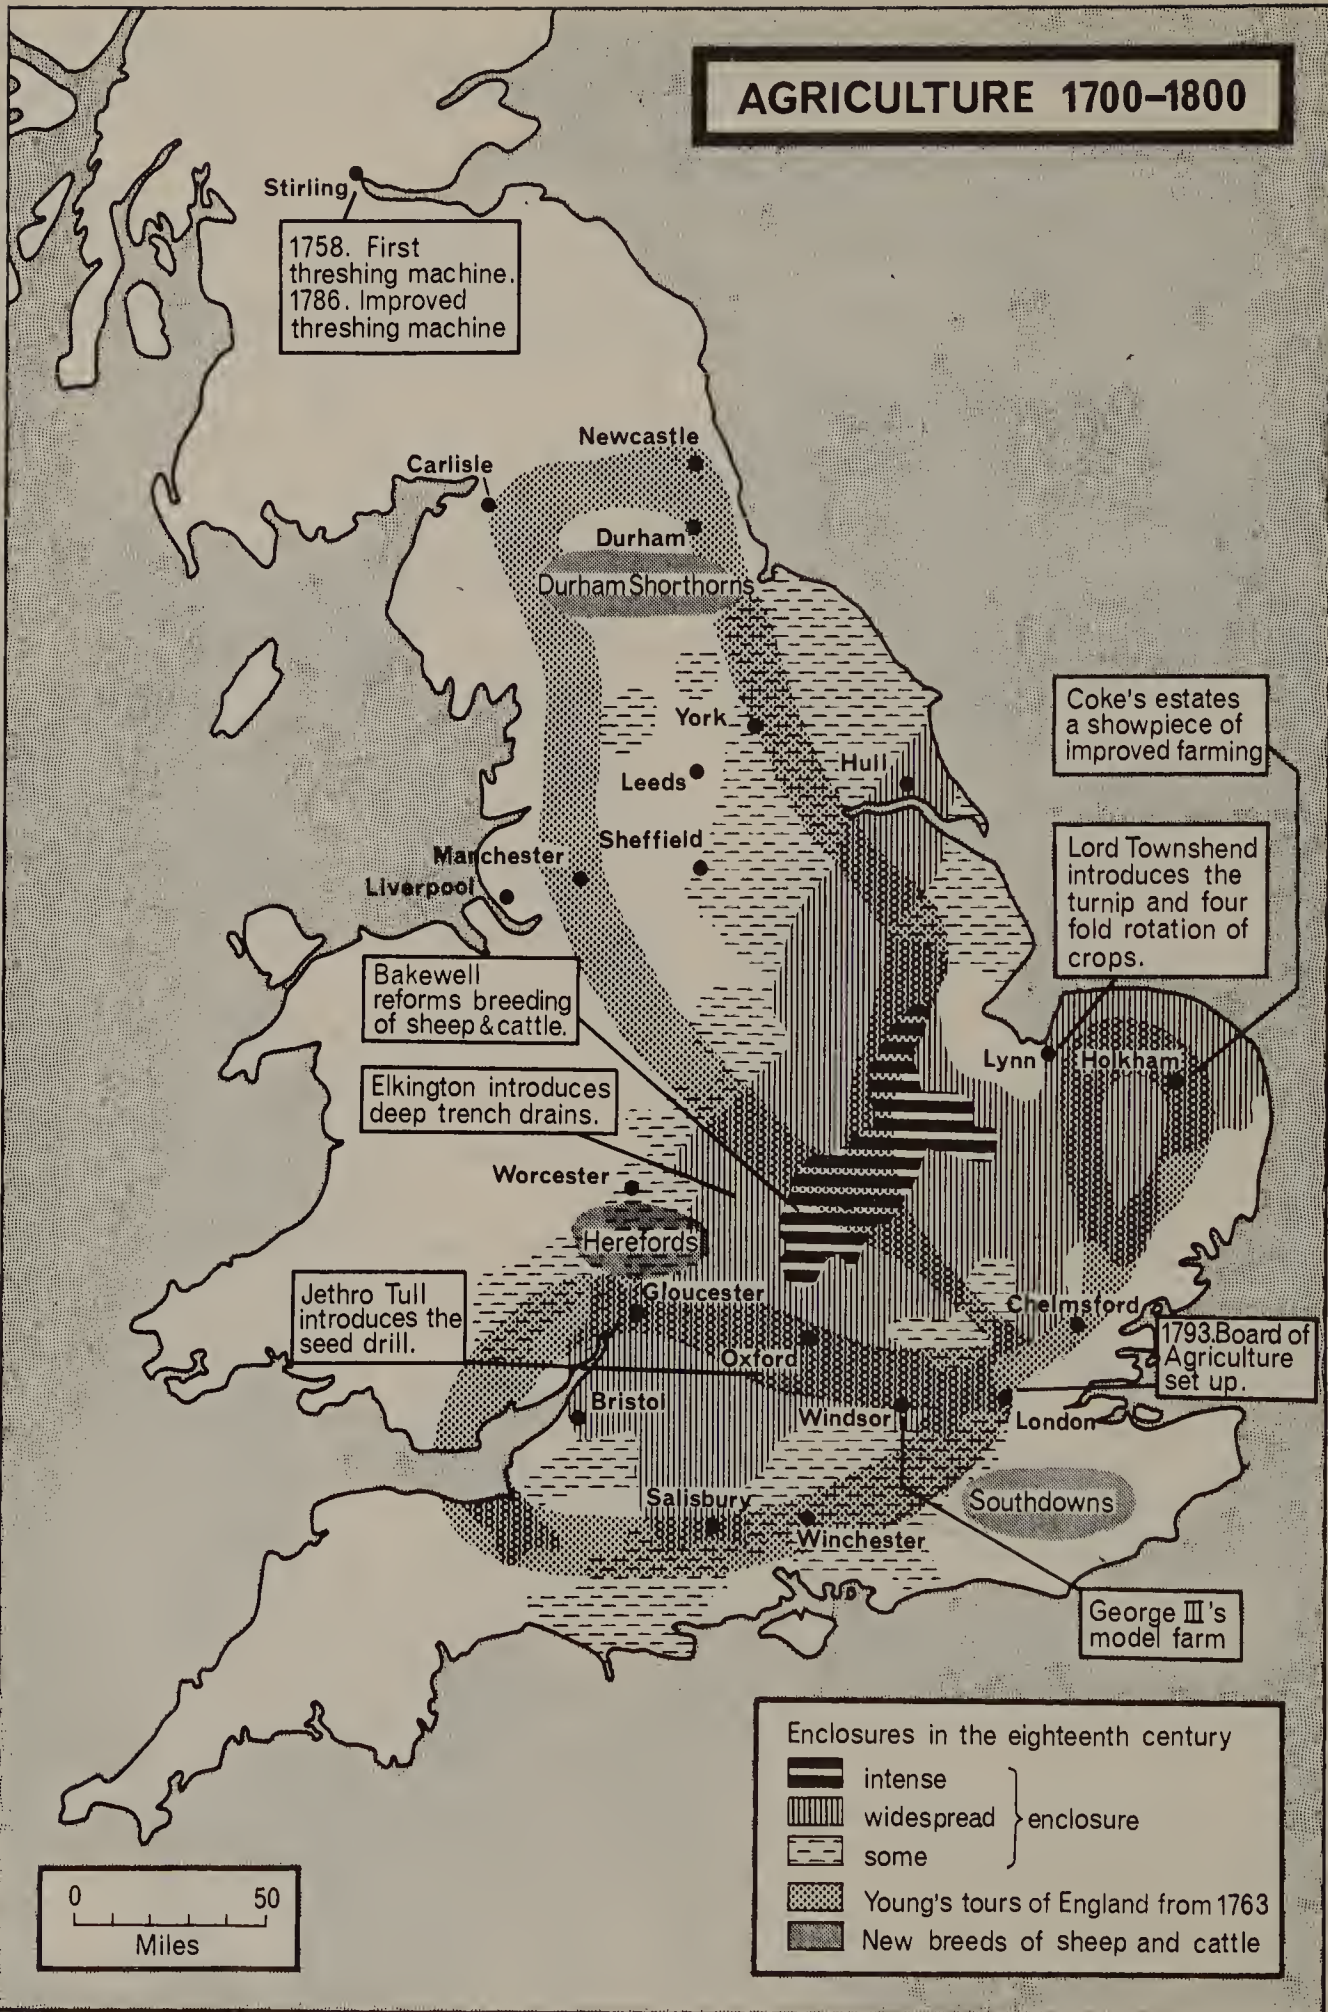 AGRICULTURE 1700–1800
Stirling
1758. First
threshing machine.
1786. Improved
threshing machine
Newcastle
Carlisle
Durham
Durham Shorthorns
York
Leeds
Hull
Sheffield
Manchester
Liverpool
Coke's estates
a showpiece of
improved farming
Lord Townshend
introduces the
turnip and four
fold rotation of
crops.
Bakewell
reforms breeding
of sheep & cattle.
Lynn
Holkham
Elkington introduces
deep trench drains.
Worcester
Herefords
Jethro Tull
introduces the
seed drill.
Gloucester
Oxford
Chelmsford
1793. Board of
Agriculture
set up.
Bristol
Windsor
London
Salisbury
Winchester
Southdowns
George III's
model farm
Enclosures in the eighteenth century
intense
widespread
enclosure
some
Young's tours of England from 1763
New breeds of sheep and cattle
0 50
Miles